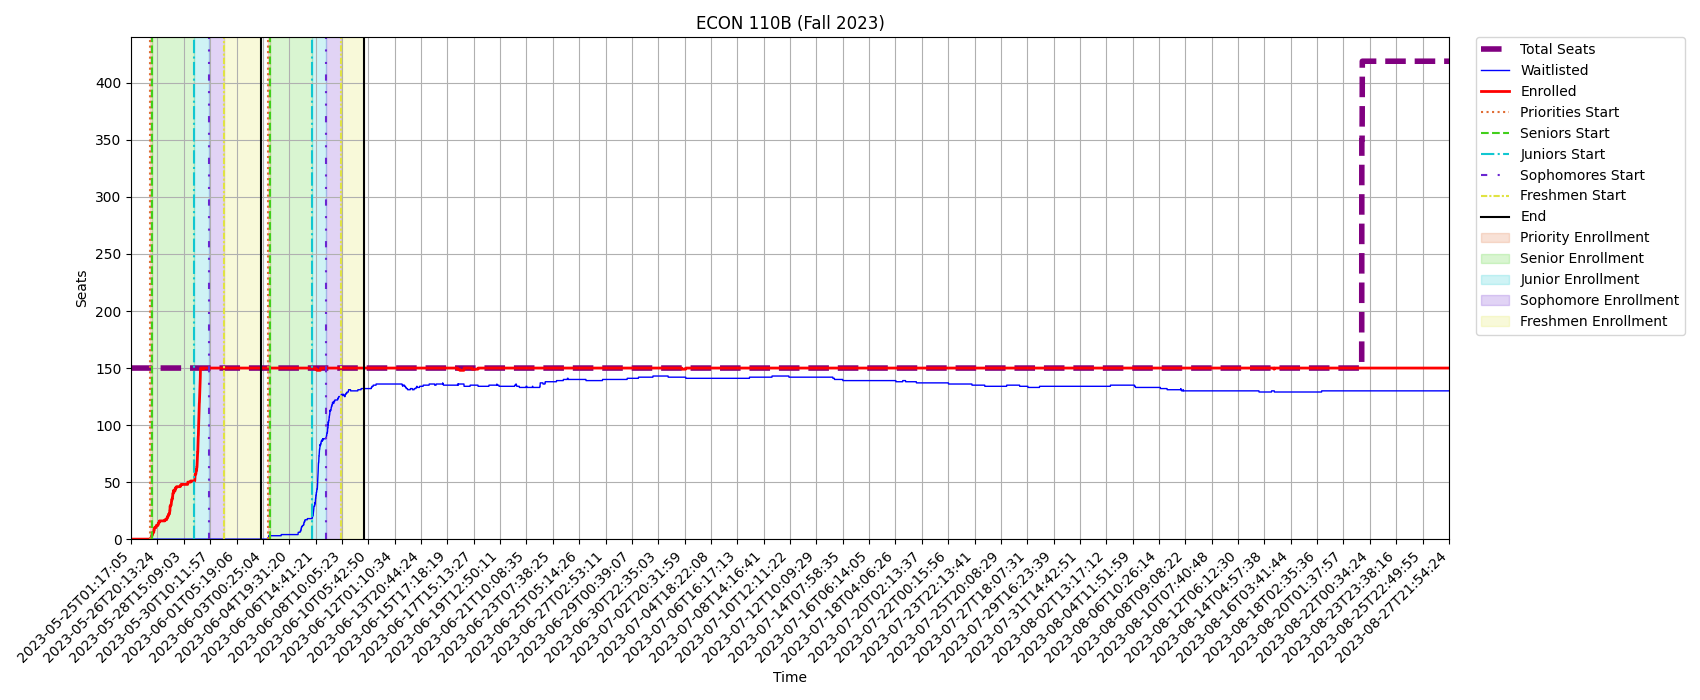 ECON 110B (Fall 2023)
Seats
400
350
300
250
200
150
100
50
0
2023-05-25T01:17:05
2023-05-26T20:13:24
2023-05-28T15:09:03
2023-05-30T10:11:57
2023-06-01T05:19:06
2023-06-03T00:25:04
2023-06-04T19:31:20
2023-06-06T14:41:21
2023-06-08T10:05:23
2023-06-10T05:42:50
2023-06-12T01:10:34
2023-06-13T20:44:24
2023-06-15T17:18:19
2023-06-17T15:13:27
2023-06-19T12:50:11
2023-06-21T10:08:35
2023-06-23T07:38:25
2023-06-25T05:14:26
2023-06-27T02:53:11
2023-06-29T00:39:07
2023-06-30T22:35:03
2023-07-02T20:31:59
2023-07-04T18:22:08
2023-07-06T16:17:13
2023-07-08T14:16:41
2023-07-10T12:11:22
2023-07-12T10:09:29
2023-07-14T07:58:35
2023-07-16T06:14:05
2023-07-18T04:06:26
2023-07-20T02:13:37
2023-07-22T00:15:56
2023-07-23T22:13:41
2023-07-25T20:08:29
2023-07-27T18:07:31
2023-07-29T16:23:39
2023-07-31T14:42:51
2023-08-02T13:17:12
2023-08-04T11:51:59
2023-08-06T10:26:14
2023-08-08T09:08:22
2023-08-10T07:40:48
2023-08-12T06:12:30
2023-08-14T04:57:38
2023-08-16T03:41:44
2023-08-18T02:35:36
2023-08-20T01:37:57
2023-08-22T00:34:24
2023-08-23T23:38:16
2023-08-25T22:49:55
2023-08-27T21:54:24
Time
Total Seats
Waitlisted
Enrolled
Priorities Start
Seniors Start
Juniors Start
Sophomores Start
Freshmen Start
End
Priority Enrollment
Senior Enrollment
Junior Enrollment
Sophomore Enrollment
Freshmen Enrollment